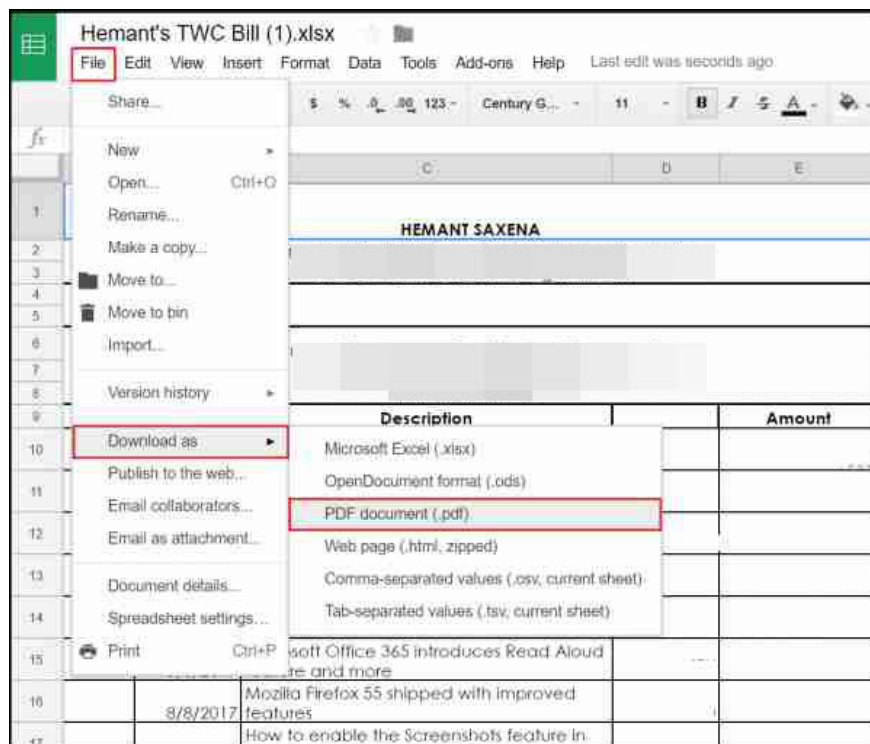 Hemant's TWC Bill (1).xlsx
File Edit View Insert Format Data Tools Add-ons Help Last edit was seconds ago
Share...
$ % .0 .00 123 Century G... 11 B I S A
fx
New
Open... Ctrl+O
Rename...
Make a copy...
Move to...
Move to bin
Import...
Version history
Download as
Publish to the web...
Email collaborators...
Email as attachment...
Document details...
Spreadsheet settings...
Print Ctrl+P
Microsoft Excel (.xlsx)
OpenDocument format (.ods)
PDF document (.pdf)
Web page (.html, zipped)
Comma-separated values (.csv, current sheet)
Tab-separated values (.tsv, current sheet)
C D E
1 HEMANT SAXENA
2
3
4
5
6
7
8
9 Description Amount
10
11
12
13
14
15 Office 365 introduces Read Aloud
and more
16 Mozilla Firefox 55 shipped with improved
8/8/2017 features
17 How to enable the Screenshots feature in